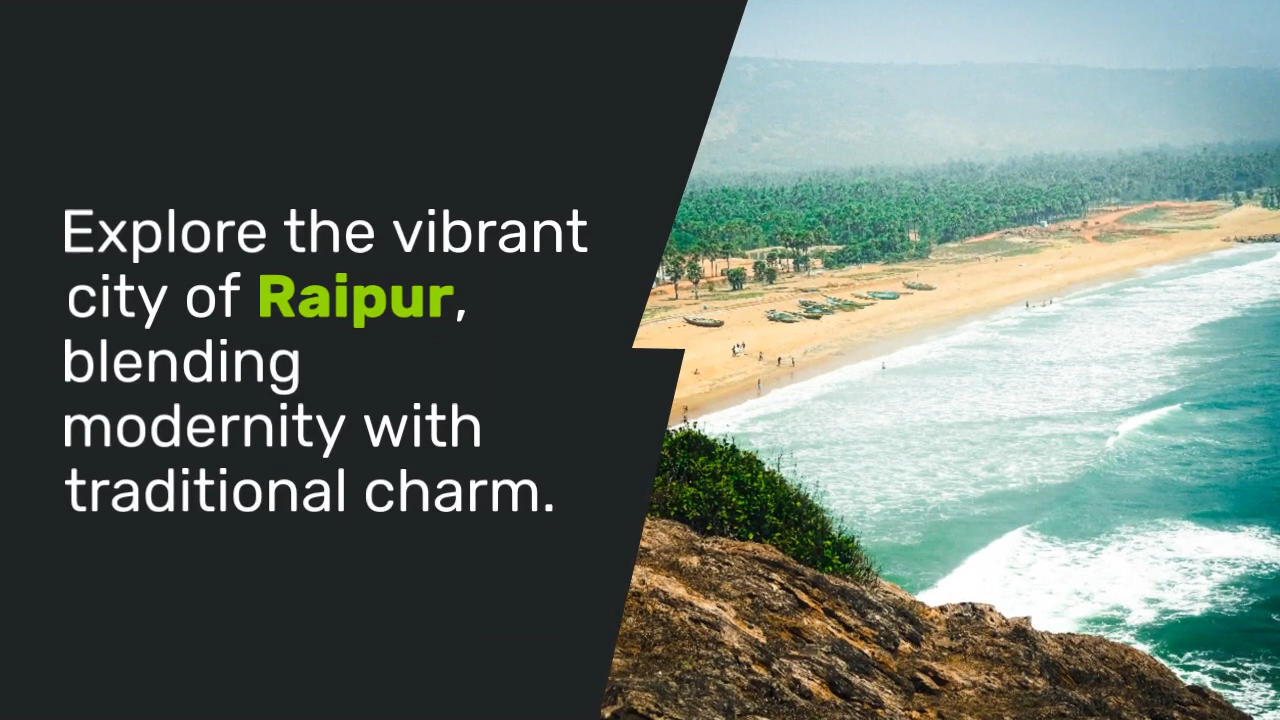 Explore the vibrant
city of Raipur,
blending
modernity with
traditional charm.